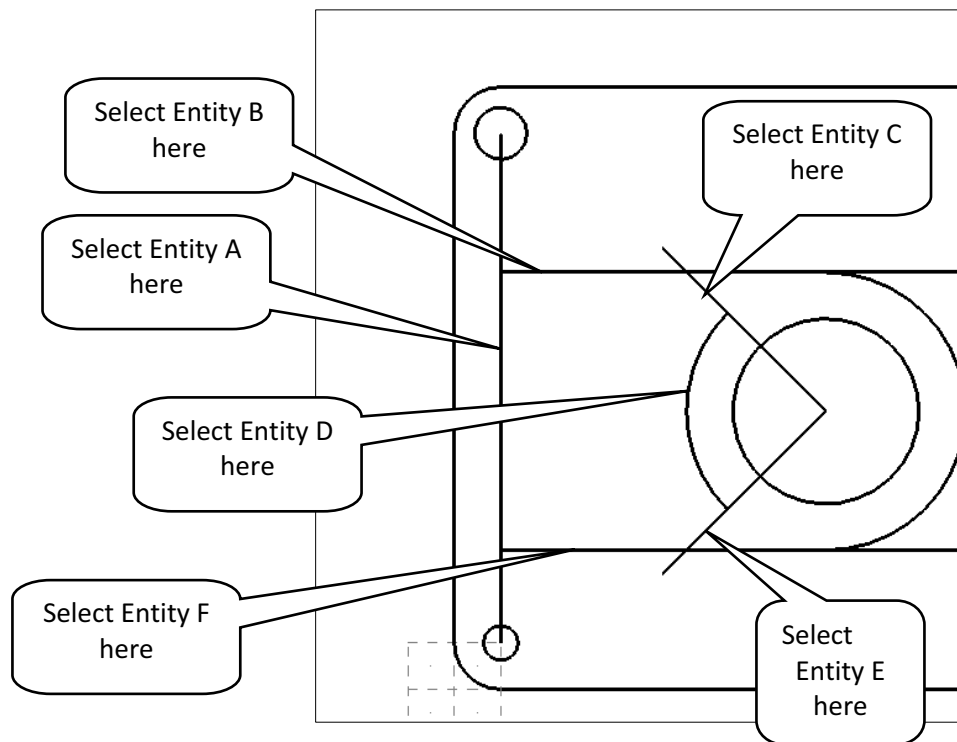 Select Entity B
here
Select Entity C
here
Select Entity A
here
Select Entity D
here
Select Entity F
here
Select
Entity E
here